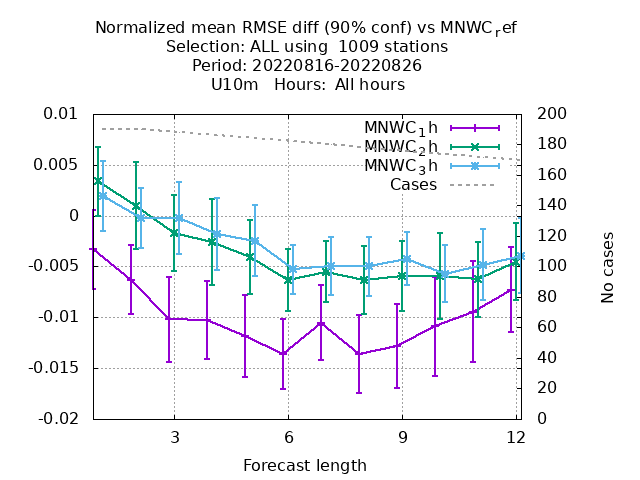 Normalized mean RMSE diff (90% conf) vs MNWC_ref
Selection: ALL using  1009 stations
Period: 20220816-20220826
U10m   Hours:  All hours
0.01
0.005
0
-0.005
-0.01
-0.015
-0.02
200
180
160
140
120
100
80
60
40
20
0
MNWC_1h
MNWC_2h
MNWC_3h
Cases
No cases
3
6
9
12
Forecast length